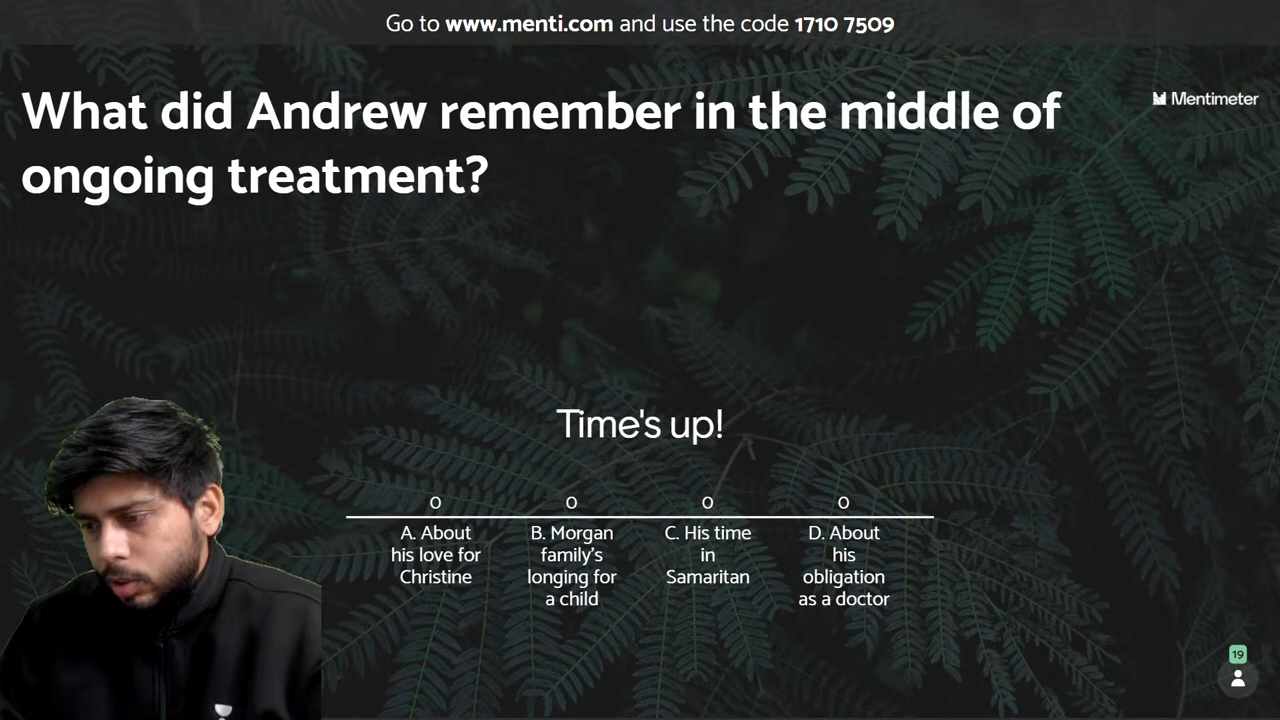 Go to www.menti.com and use the code 1710 7509
What did Andrew remember in the middle of
ongoing treatment?
Mentimeter
Time's up!
0 0 0 0
A. About
his love for
Christine
B. Morgan
family's
longing for
a child
C. His time
in
Samaritan
D. About
his
obligation
as a doctor
19